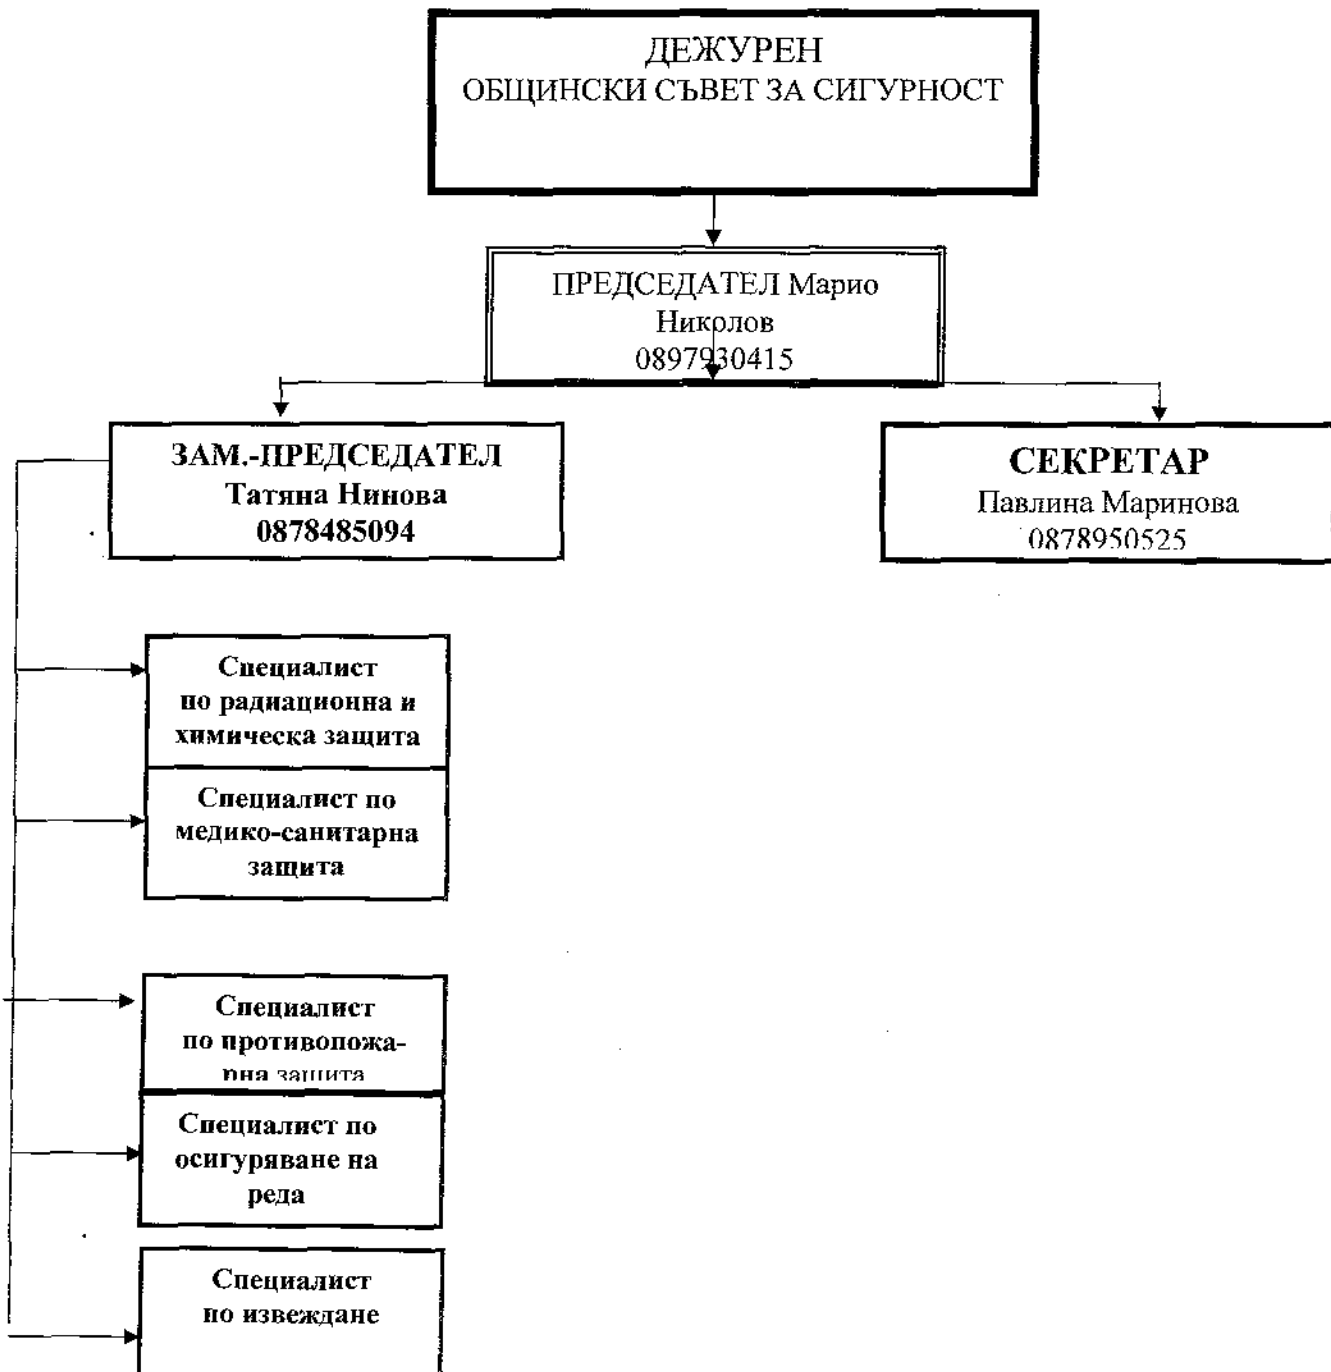 ДЕЖУРЕН
ОБЩИНСКИ СЪВЕТ ЗА СИГУРНОСТ
ПРЕДСЕДАТЕЛ Марио
Николов
0897930415
ЗАМ.-ПРЕДСЕДАТЕЛ
Татяна Нинова
0878485094
СЕКРЕТАР
Павлина Маринова
0878950525
Специалист
по радиационна и
химическа защита
Специалист по
медико-санитарна
защита
Специалист
по противопожа-
рна защита
Специалист по
осигуряване на
реда
Специалист
по извеждане